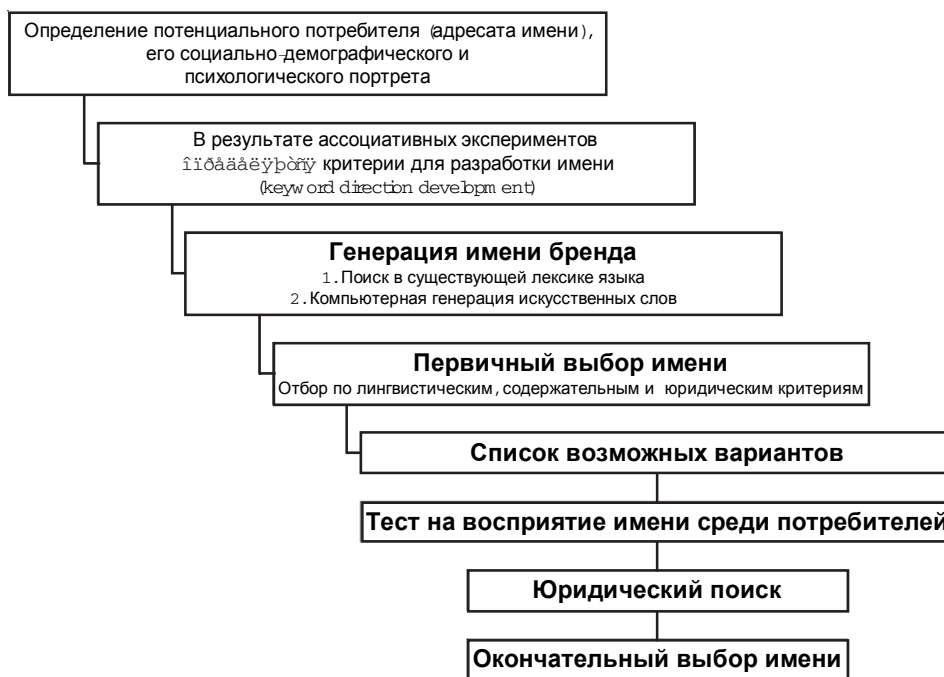 Определение потенциального потребителя (адресата имени),
его социально-демографического и
психологического портрета
В результате ассоциативных экспериментов
îïðåäåëÿþòñÿ критерии для разработки имени
(keyword direction development)
Генерация имени бренда
1.Поиск в существующей лексике языка
2.Компьютерная генерация искусственных слов
Первичный выбор имени
Отбор по лингвистическим, содержательным и юридическим критериям
Список возможных вариантов
Тест на восприятие имени среди потребителей
Юридический поиск
Окончательный выбор имени